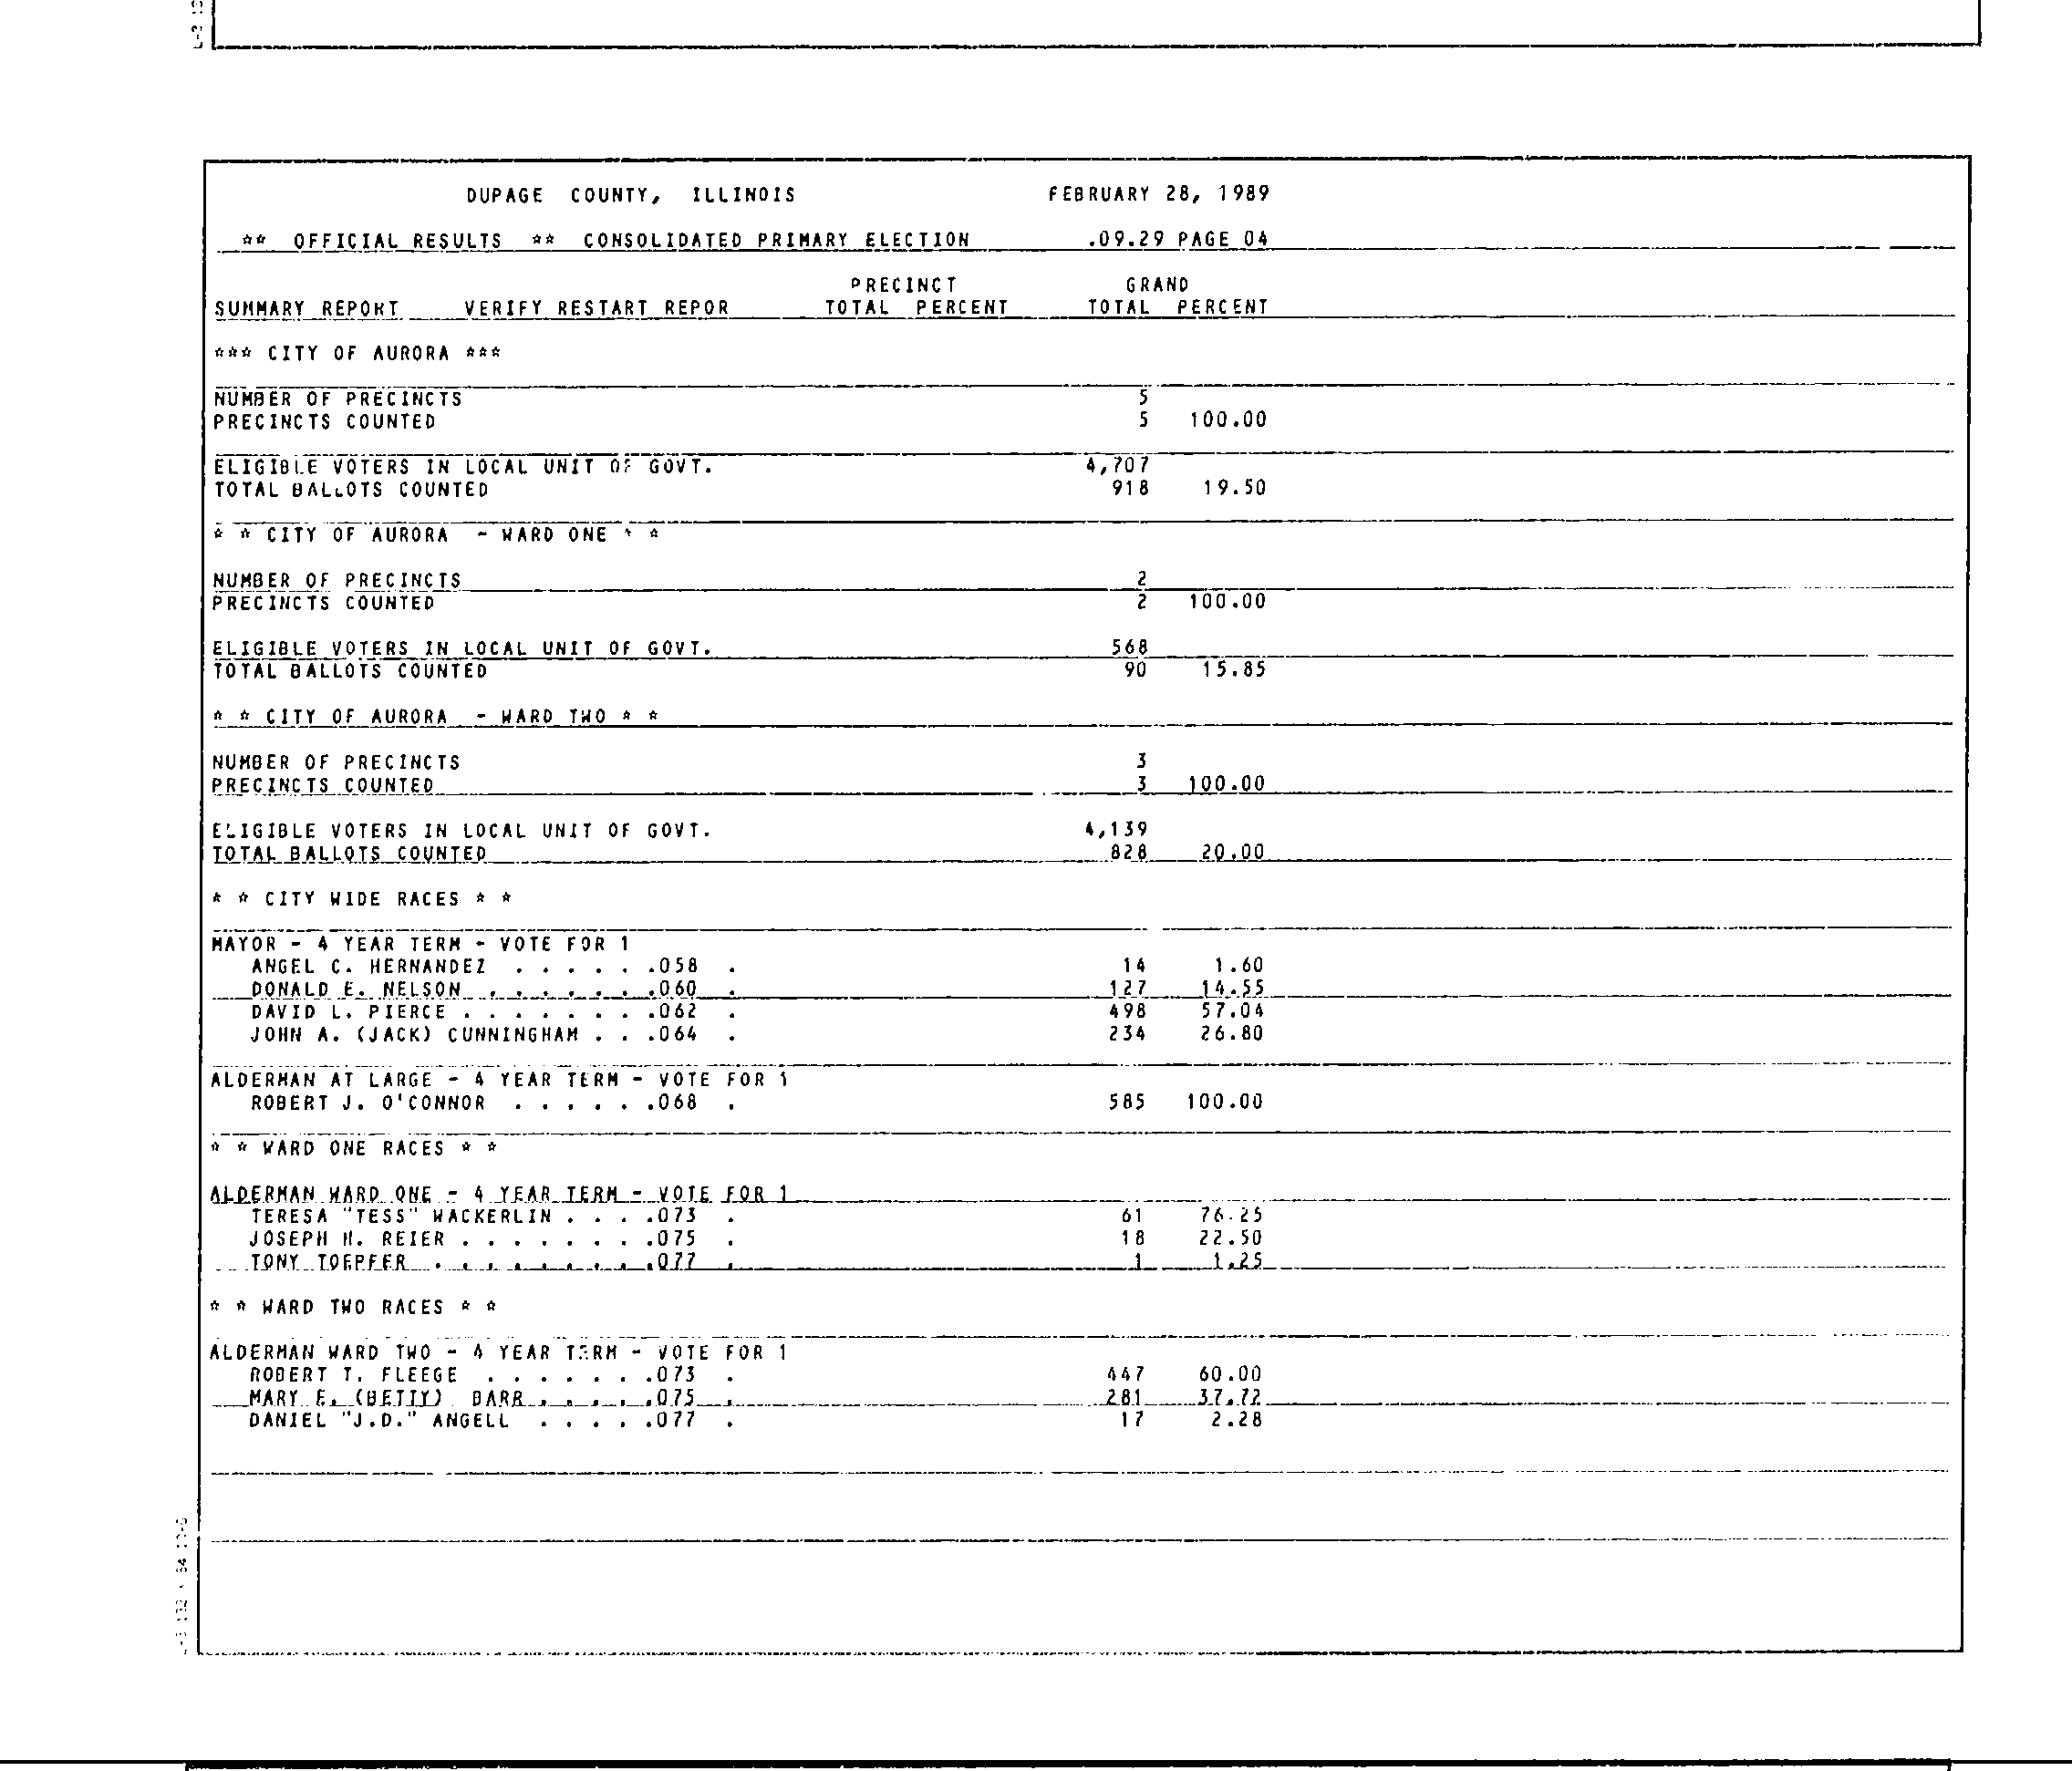 DUPAGE COUNTY, ILLINOIS FEBRUARY 28, 1989
** OFFICIAL RESULTS ** CONSOLIDATED PRIMARY ELECTION .09.29 PAGE 04
PRECINCT GRAND
SUMMARY REPORT VERIFY RESTART REPOR TOTAL PERCENT TOTAL PERCENT
*** CITY OF AURORA ***
NUMBER OF PRECINCTS 5
PRECINCTS COUNTED 5 100.00
ELIGIBLE VOTERS IN LOCAL UNIT OF GOVT. 4,707
TOTAL BALLOTS COUNTED 918 19.50
* * CITY OF AURORA - WARD ONE * *
NUMBER OF PRECINCTS 2
PRECINCTS COUNTED 2 100.00
ELIGIBLE VOTERS IN LOCAL UNIT OF GOVT. 568
TOTAL BALLOTS COUNTED 90 15.85
* * CITY OF AURORA - WARD TWO * *
NUMBER OF PRECINCTS 3
PRECINCTS COUNTED 3 100.00
ELIGIBLE VOTERS IN LOCAL UNIT OF GOVT. 4,139
TOTAL BALLOTS COUNTED 828 20.00
* * CITY WIDE RACES * *
MAYOR - 4 YEAR TERM - VOTE FOR 1
ANGEL C. HERNANDEZ . . . . . .058 . 14 1.60
DONALD E. NELSON . . . . . . .060 . 127 14.55
DAVID L. PIERCE . . . . . . . .062 . 498 57.04
JOHN A. (JACK) CUNNINGHAM . . .064 . 234 26.80
ALDERMAN AT LARGE - 4 YEAR TERM - VOTE FOR 1
ROBERT J. O'CONNOR . . . . . .068 . 585 100.00
* * WARD ONE RACES * *
ALDERMAN WARD ONE - 4 YEAR TERM - VOTE FOR 1
TERESA "TESS" WACKERLIN . . . .073 . 61 76.25
JOSEPH H. REIER . . . . . . . .075 . 18 22.50
TONY TOEPFER . . . . . . . . .077 . 1 1.25
* * WARD TWO RACES * *
ALDERMAN WARD TWO - 4 YEAR TERM - VOTE FOR 1
ROBERT T. FLEEGE . . . . . . .073 . 447 60.00
MARY E. (BETTY) BARR . . . . .075 . 281 37.72
DANIEL "J.D." ANGELL . . . . .077 . 17 2.28